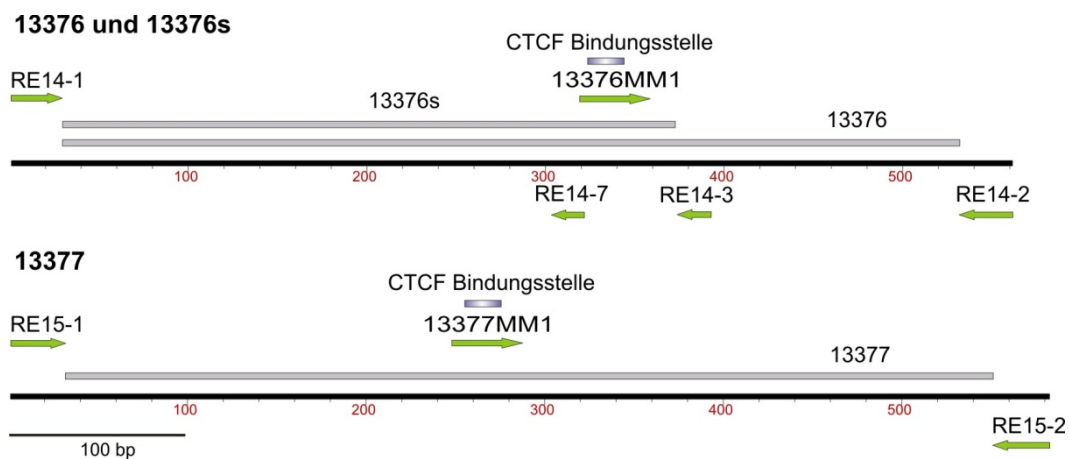 13376 und 13376s
CTCF Bindungsstelle
RE14-1
13376MM1
13376s
13376
100 200 300 400 500
RE14-7 RE14-3 RE14-2
13377
CTCF Bindungsstelle
RE15-1
13377MM1
13377
100 200 300 400 500
RE15-2
100 bp